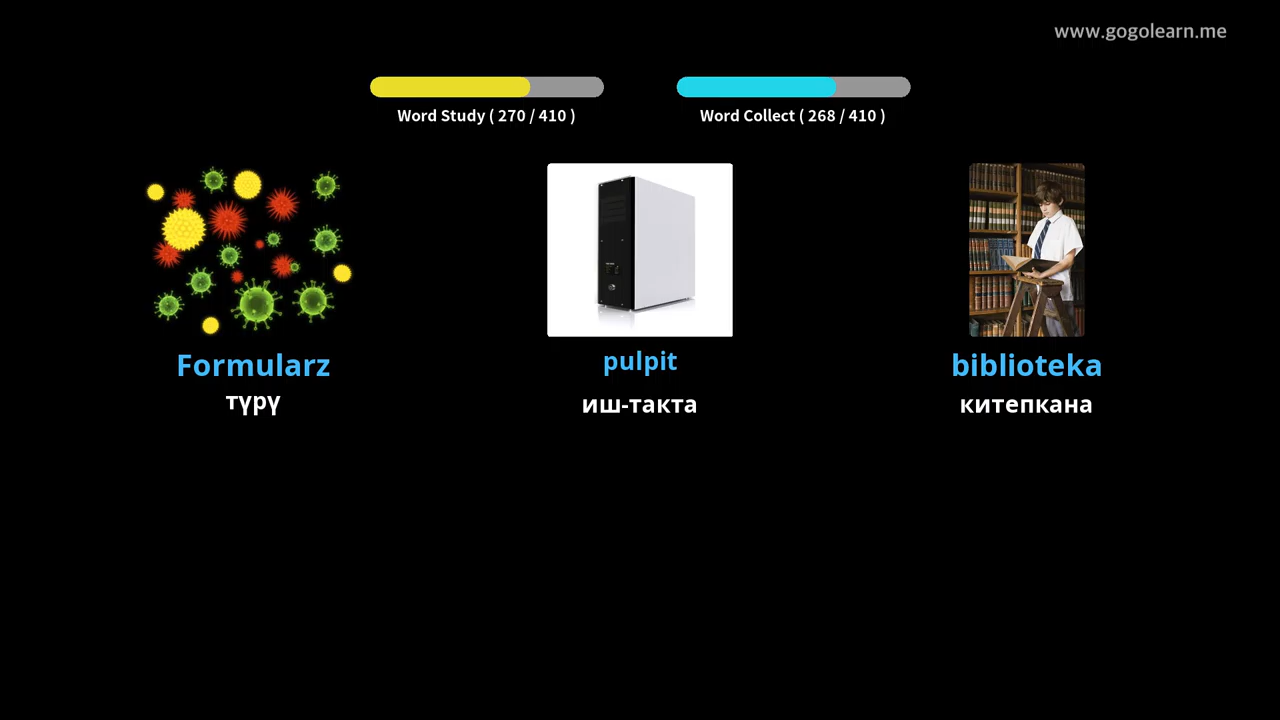 www.gogolearn.me
Word Study ( 270 / 410 )
Word Collect ( 268 / 410 )
Formularz
түрү
pulpit
иш-такта
biblioteka
китепкана